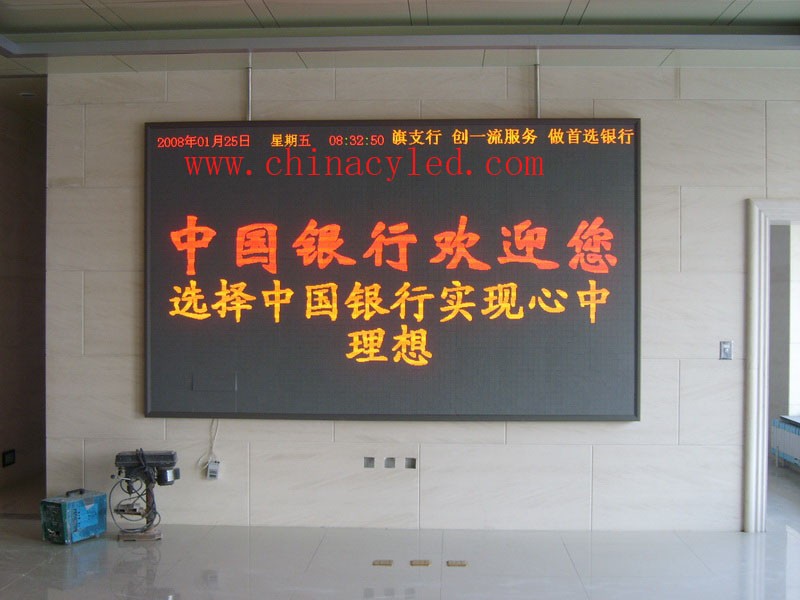 2008年01月25日 星期五 08:32:50 旗支行 创一流服务 做首选银行
www.chinacyled.com
中国银行欢迎您
选择中国银行实现心中
理想